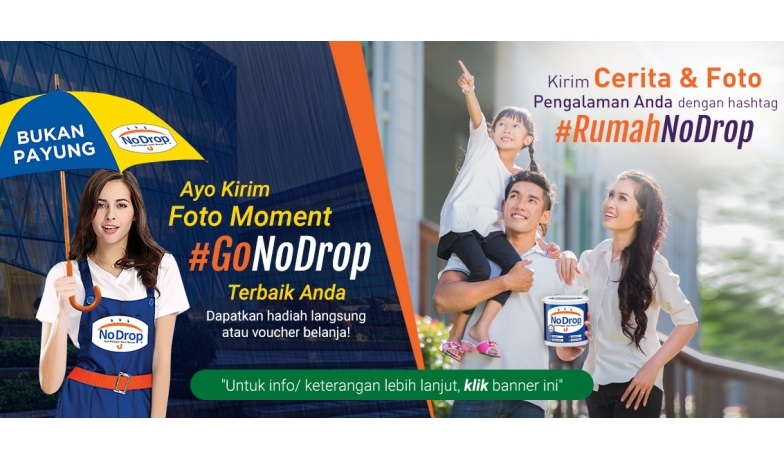 BUKAN
PAYUNG
NoDrop
Ayo Kirim
Foto Moment
#GoNoDrop
Terbaik Anda
Dapatkan hadiah langsung
atau voucher belanja!
NoDrop
Kirim Cerita & Foto
Pengalaman Anda dengan hashtag
#RumahNoDrop
NoDrop
"Untuk info/ keterangan lebih lanjut, klik banner ini"